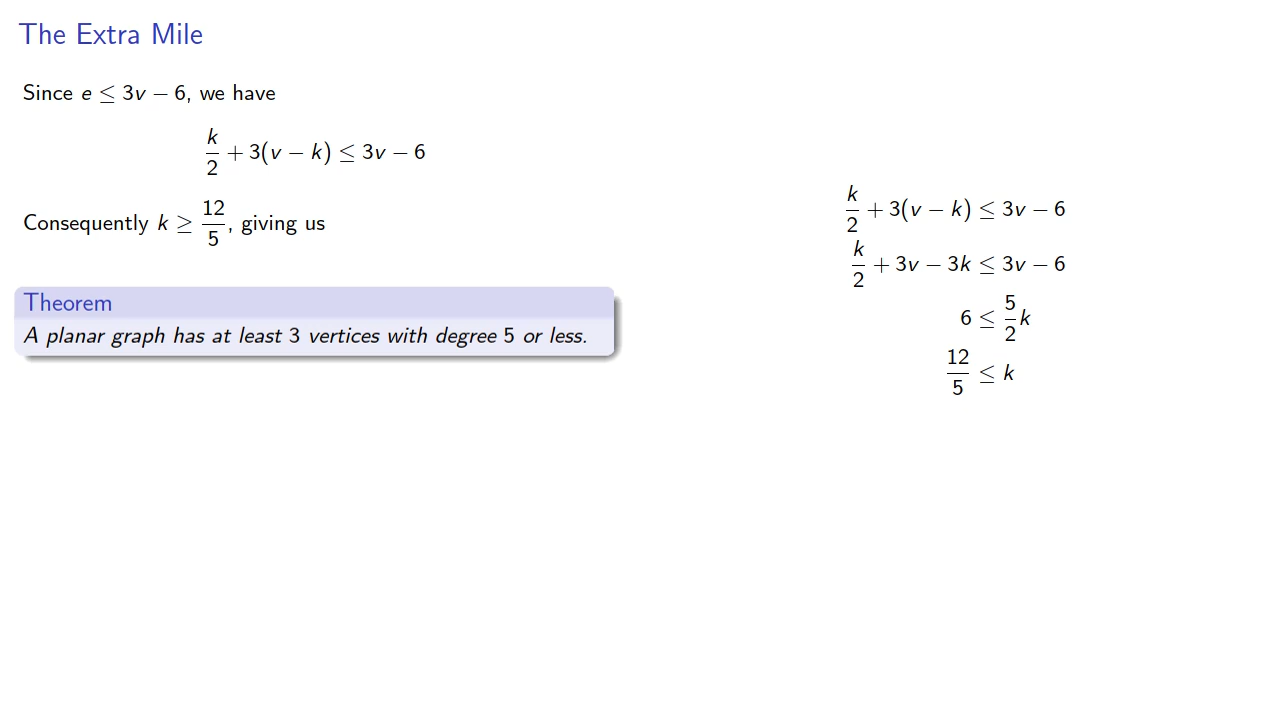 The Extra Mile
Since e ≤ 3v − 6, we have
k/2 + 3(v − k) ≤ 3v − 6
Consequently k ≥ 12/5, giving us
Theorem
A planar graph has at least 3 vertices with degree 5 or less.
k/2 + 3(v − k) ≤ 3v − 6
k/2 + 3v − 3k ≤ 3v − 6
6 ≤ 5/2 k
12/5 ≤ k